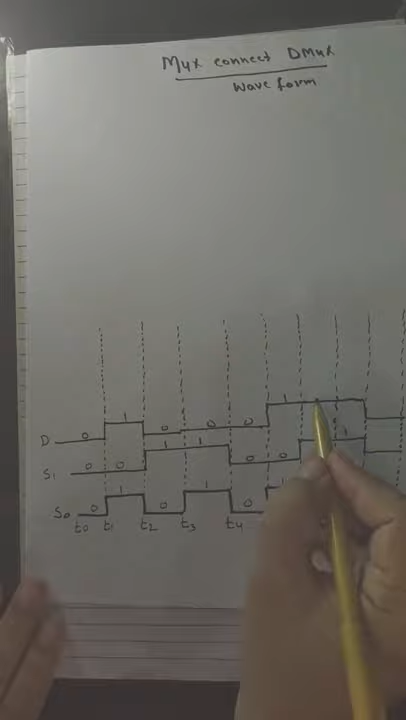 Mux connect DMux
Wave form
D 0 1 0 0 0 1
1
S1 0 0 1 1 0 0
S0 0 1 0 1 0
t0 t1 t2 t3 t4